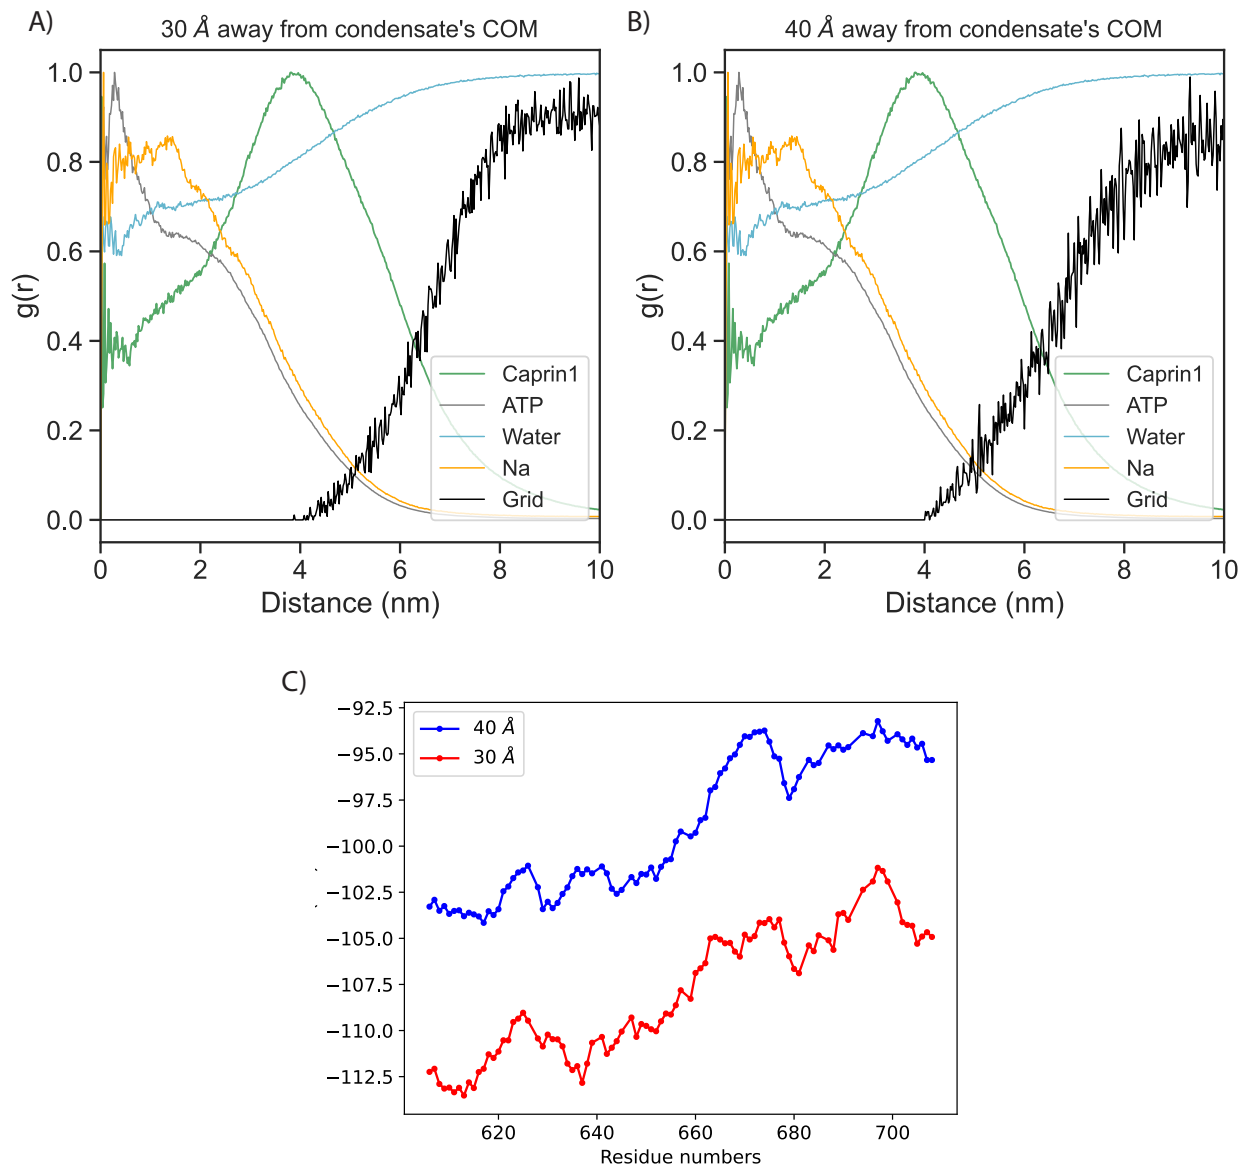 A)
30 Å away from condensate's COM
1.0
0.8
0.6
0.4
0.2
0.0
g(r)
0 2 4 6 8 10
Distance (nm)
Caprin1
ATP
Water
Na
Grid
B)
40 Å away from condensate's COM
1.0
0.8
0.6
0.4
0.2
0.0
g(r)
0 2 4 6 8 10
Distance (nm)
Caprin1
ATP
Water
Na
Grid
C)
−92.5
−95.0
−97.5
−100.0
−102.5
−105.0
−107.5
−110.0
−112.5
40 Å
30 Å
620 640 660 680 700
Residue numbers